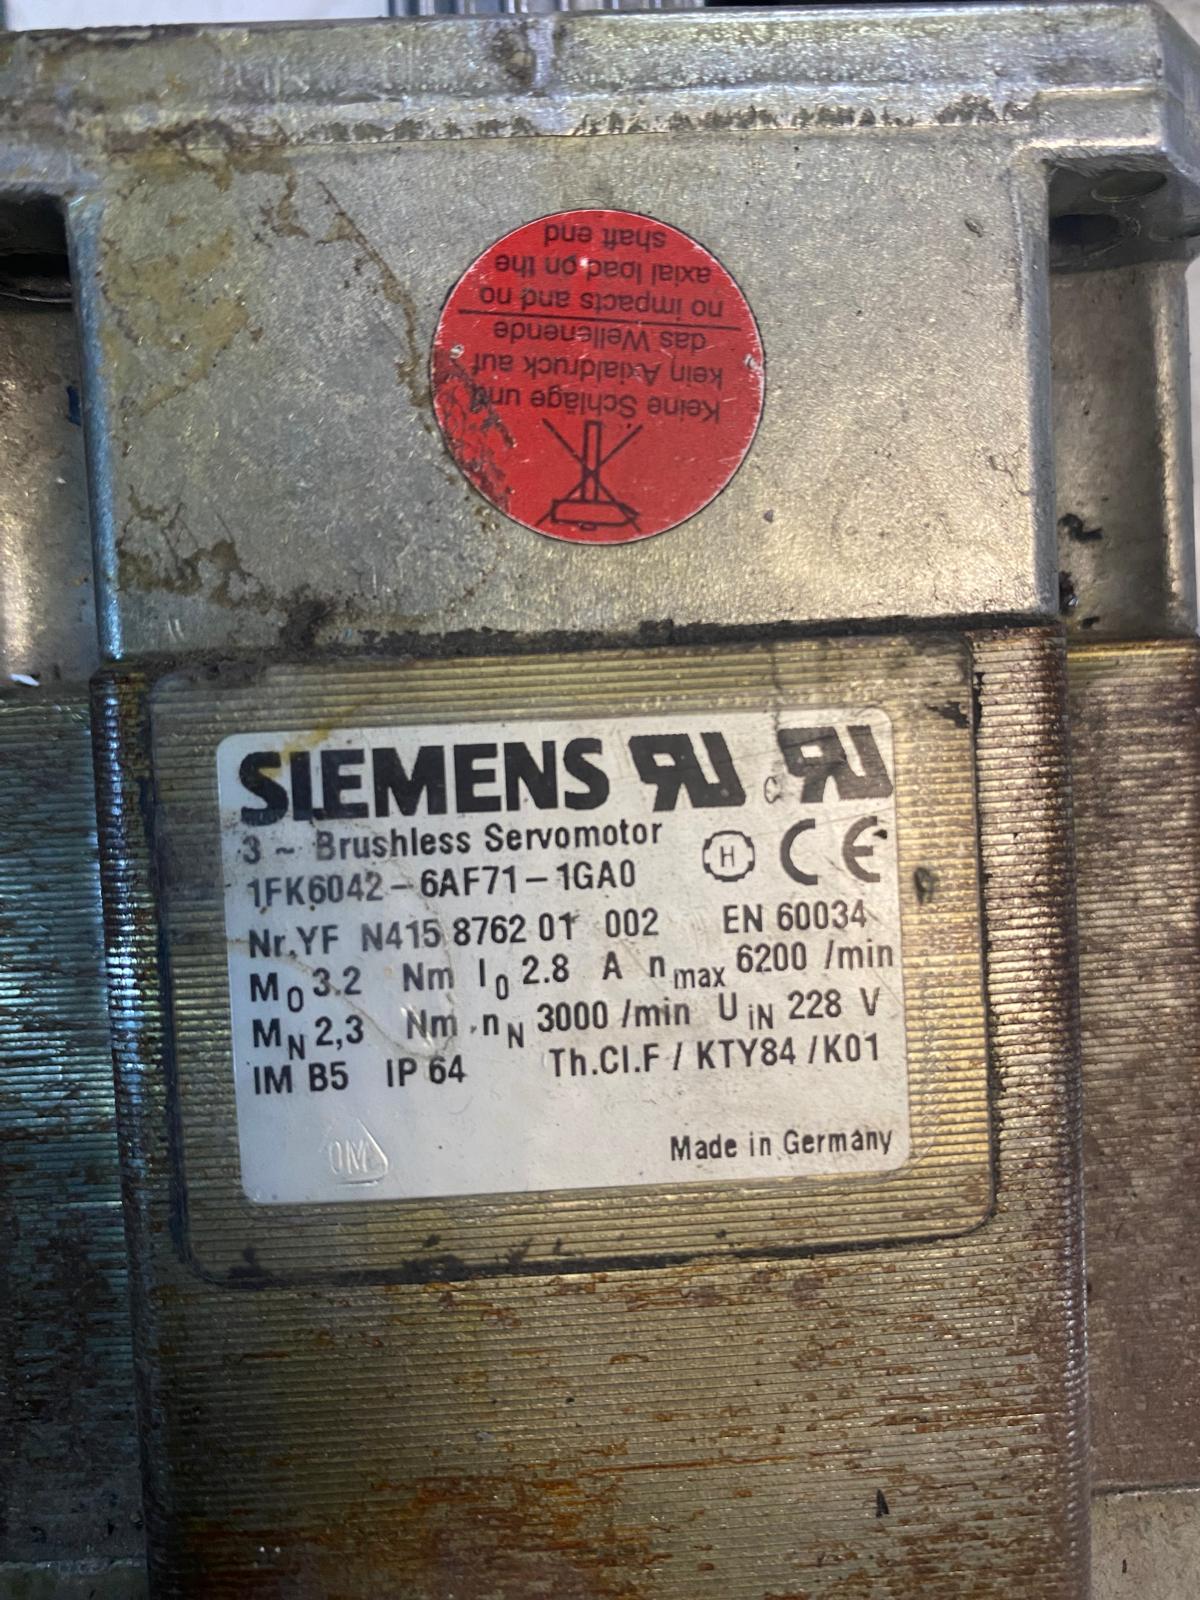 Keine Schläge und
kein Axialdruck auf
das Wellenende
no impacts and no
axial load on the
shaft end
SIEMENS RU c RU
3 ~ Brushless Servomotor
H CE
1FK6042-6AF71-1GA0
Nr.YF N415 8762 01 002 EN 60034
M0 3.2 Nm I0 2.8 A nmax 6200 /min
MN 2,3 Nm nN 3000 /min UiN 228 V
IM B5 IP 64 Th.Cl.F / KTY84 /K01
Made in Germany